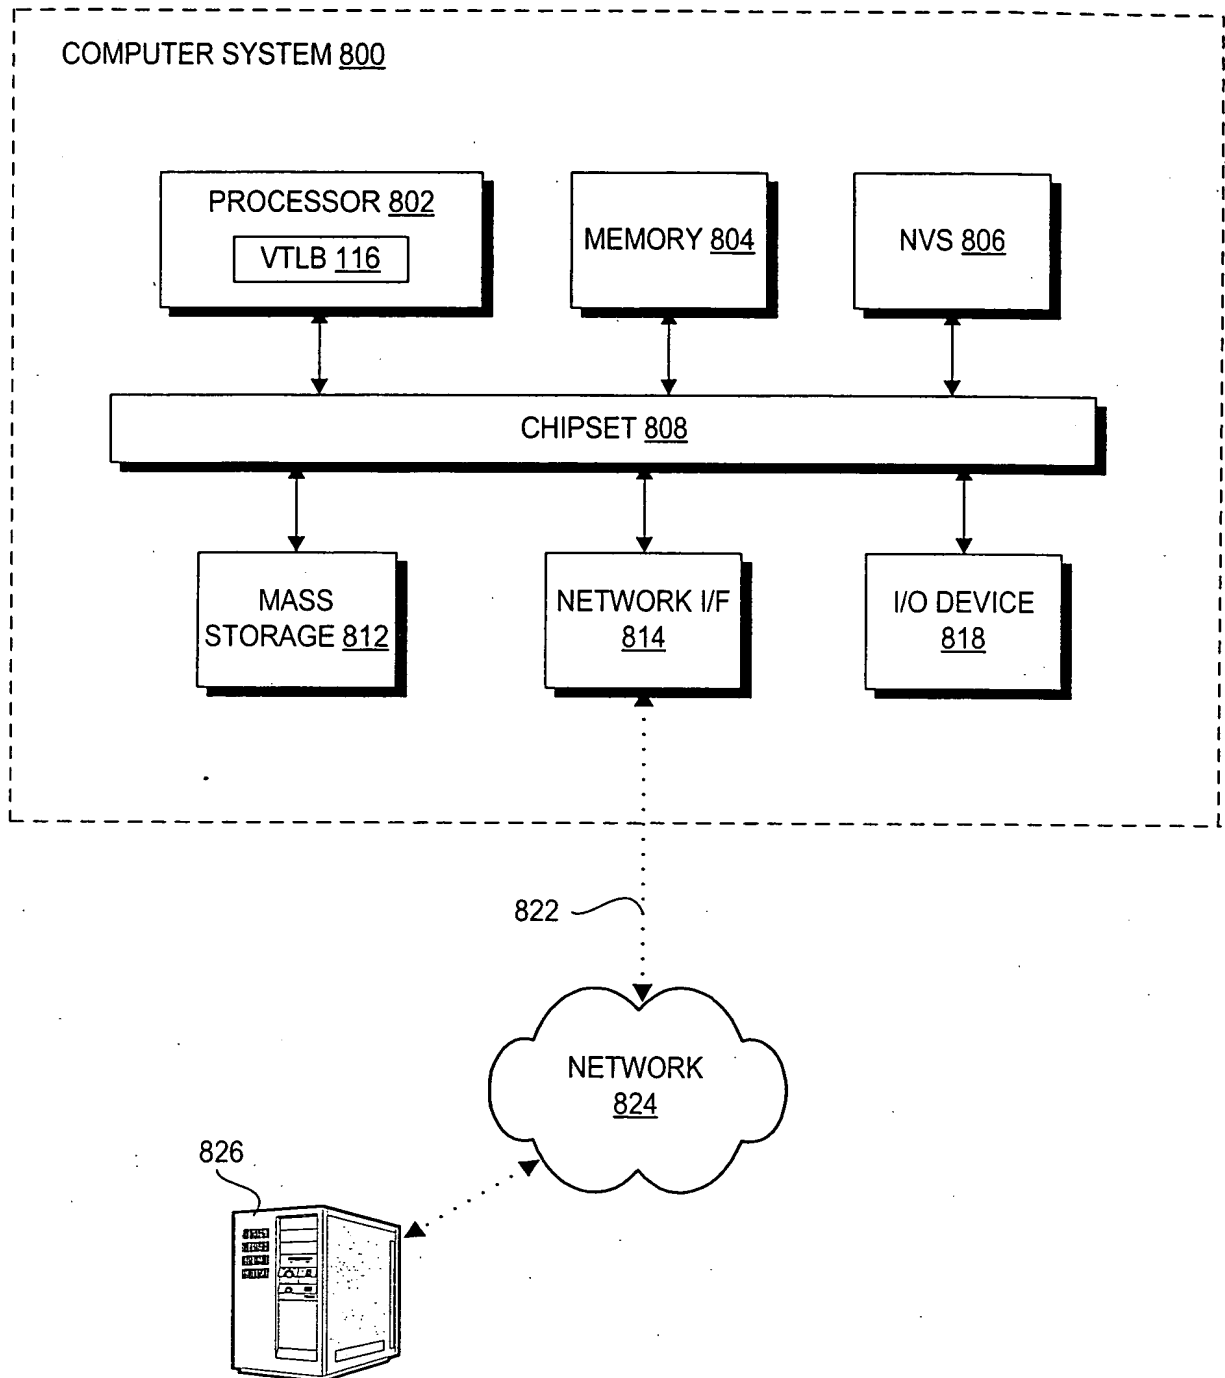 COMPUTER SYSTEM 800
PROCESSOR 802
VTLB 116
MEMORY 804
NVS 806
CHIPSET 808
MASS
STORAGE 812
NETWORK I/F
814
I/O DEVICE
818
822
NETWORK
824
826